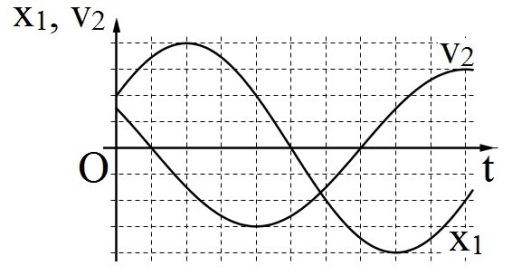 x₁, v₂
v₂
O
t
x₁